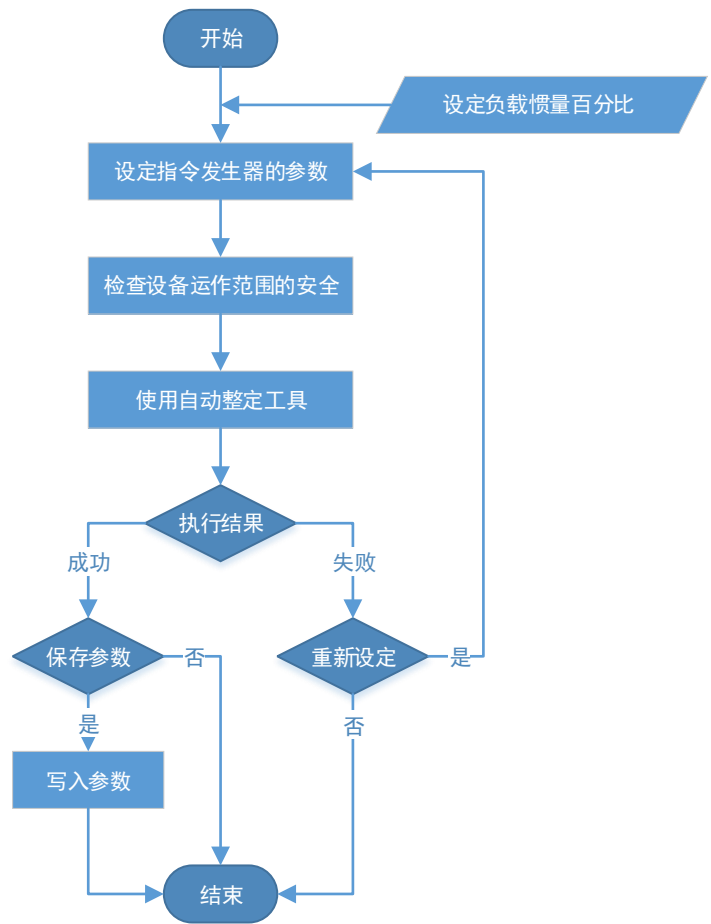 开始
设定负载惯量百分比
设定指令发生器的参数
检查设备运作范围的安全
使用自动整定工具
执行结果
成功
失败
保存参数
否
重新设定
是
是
否
写入参数
结束